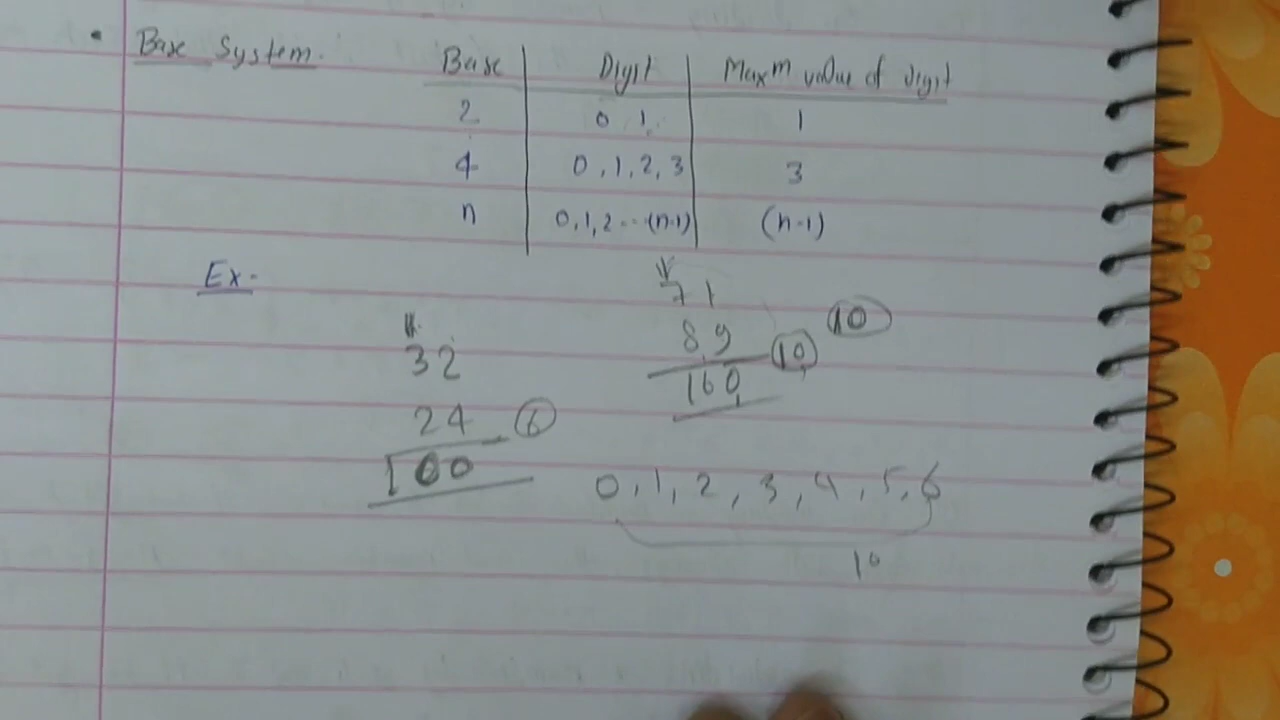 • Base System.
Base Digit Max^m value of digit
2 0 1 1
4 0, 1, 2, 3 3
n 0, 1, 2 --- (n-1) (n-1)
Ex-
71
89 10 10
160
32
24 6
100
0, 1, 2, 3, 4, 5, 6
10